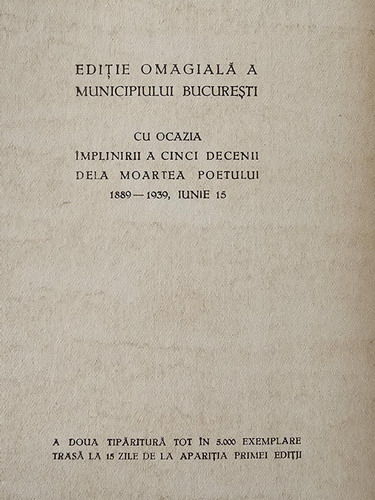 EDIȚIE OMAGIALĂ A
MUNICIPIULUI BUCUREȘTI
CU OCAZIA
ÎMPLINIRII A CINCI DECENII
DELA MOARTEA POETULUI
1889—1939, IUNIE 15
A DOUA TIPĂRITURĂ TOT ÎN 5.000 EXEMPLARE
TRASĂ LA 15 ZILE DE LA APARIȚIA PRIMEI EDIȚII